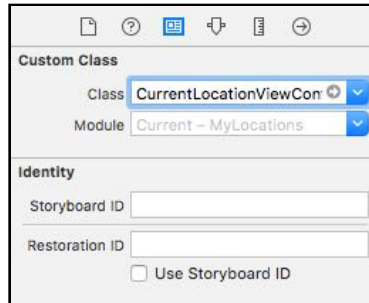 Custom Class
Class CurrentLocationViewCon
Module Current – MyLocations
Identity
Storyboard ID
Restoration ID
Use Storyboard ID